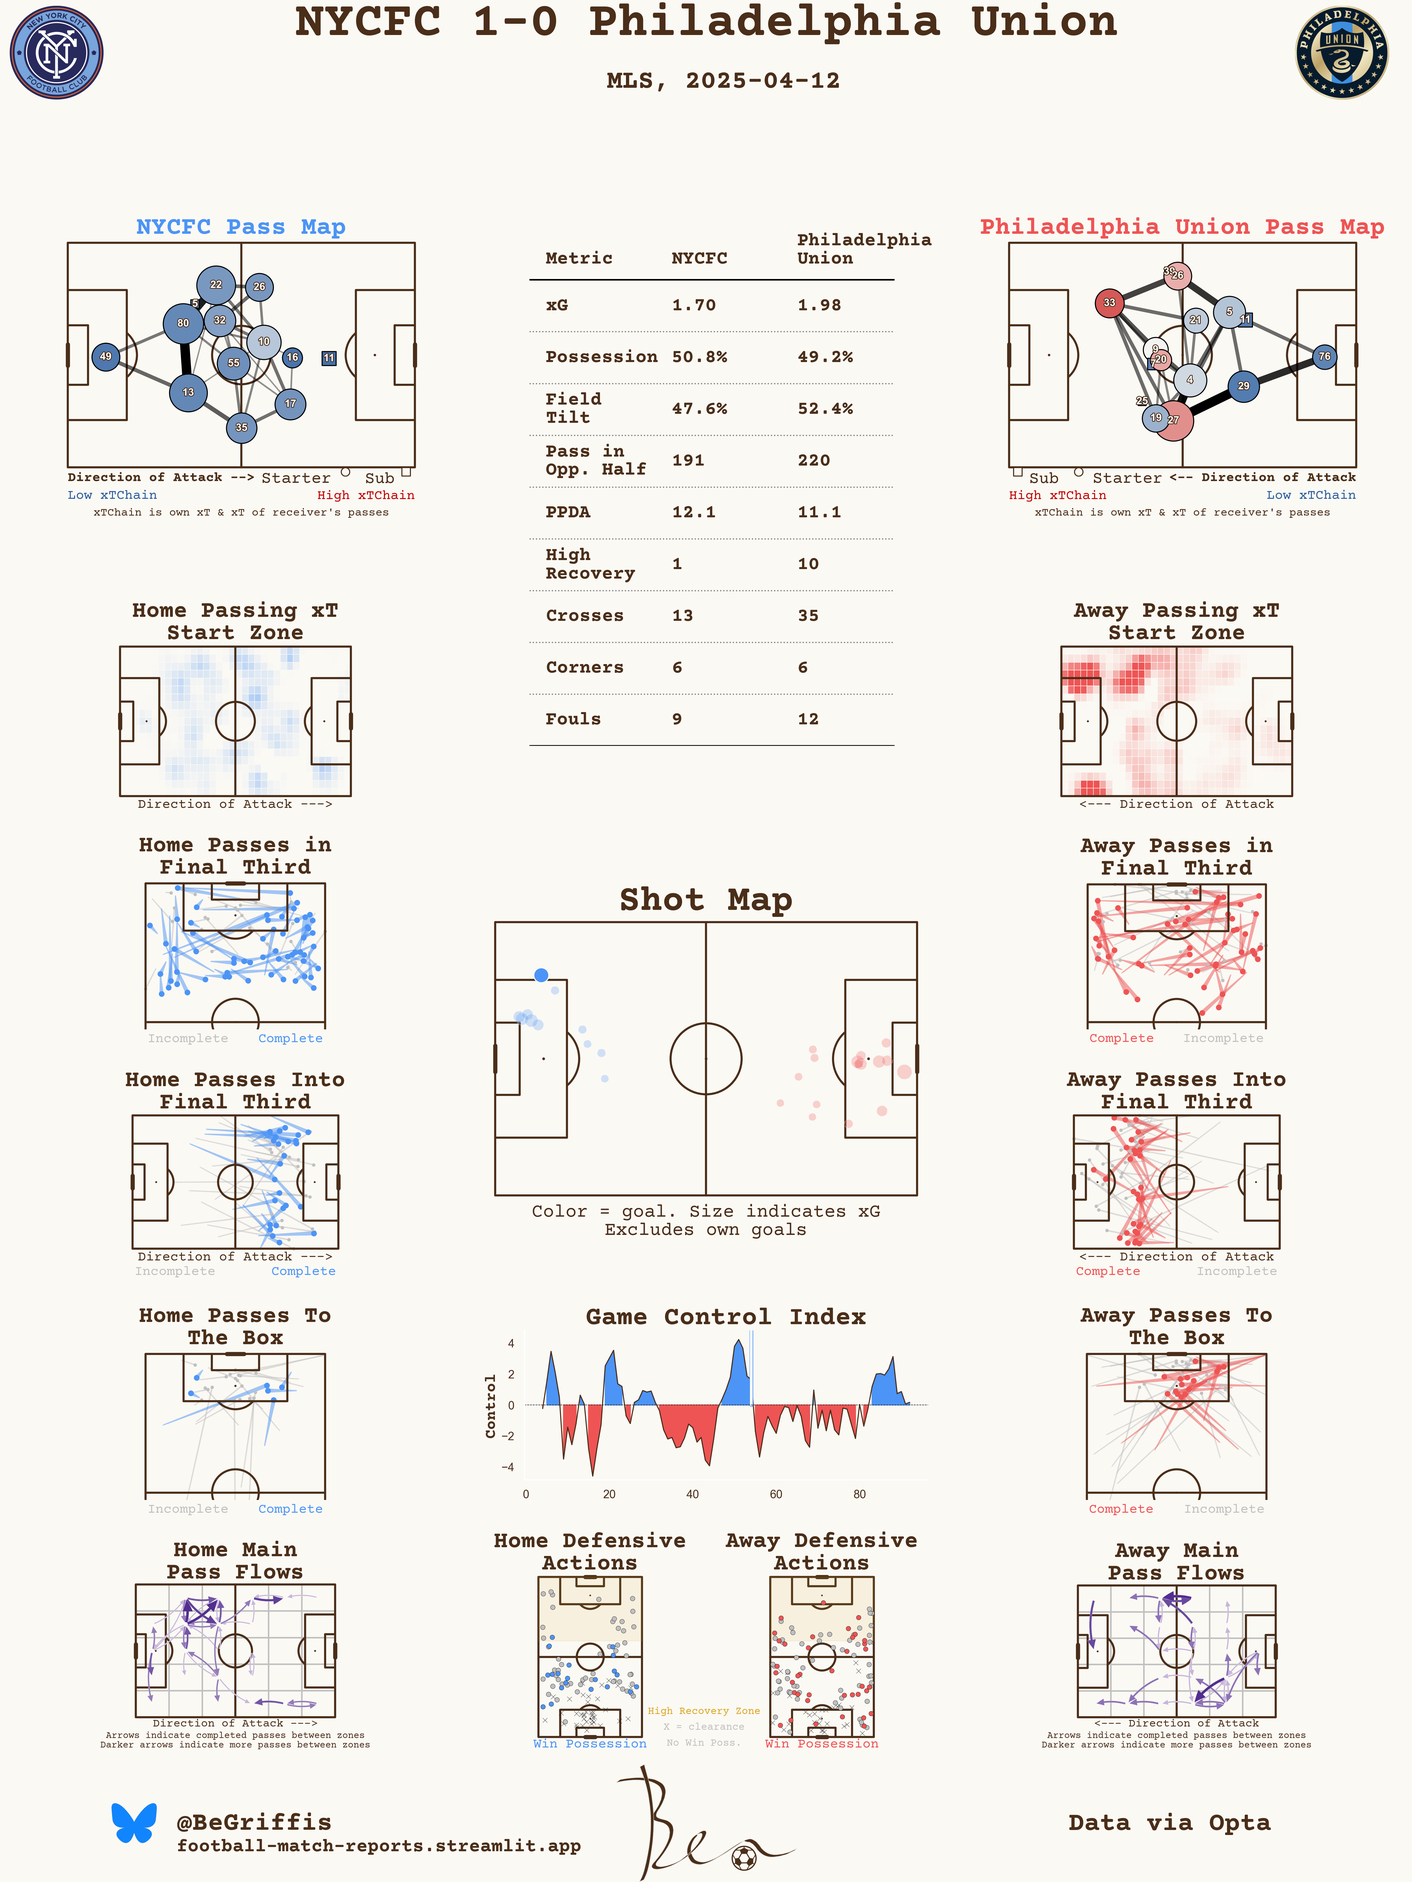 NYCFC 1-0 Philadelphia Union
MLS, 2025-04-12
NEW YORK CITY
FOOTBALL CLUB
PHILADELPHIA
UNION
NYCFC Pass Map
22
26
5
80
32
10
49
55
16
11
13
17
35
Direction of Attack --> Starter Sub
Low xTChain High xTChain
xTChain is own xT & xT of receiver's passes
Metric NYCFC Philadelphia Union
xG 1.70 1.98
Possession 50.8% 49.2%
Field Tilt 47.6% 52.4%
Pass in Opp. Half 191 220
PPDA 12.1 11.1
High Recovery 1 10
Crosses 13 35
Corners 6 6
Fouls 9 12
Philadelphia Union Pass Map
39
26
33
21
5
11
9
20
76
4
29
25
19
27
Sub Starter <-- Direction of Attack
High xTChain Low xTChain
xTChain is own xT & xT of receiver's passes
Home Passing xT
Start Zone
Direction of Attack --->
Away Passing xT
Start Zone
<--- Direction of Attack
Home Passes in
Final Third
Incomplete Complete
Away Passes in
Final Third
Complete Incomplete
Shot Map
Color = goal. Size indicates xG
Excludes own goals
Home Passes Into
Final Third
Direction of Attack --->
Incomplete Complete
Away Passes Into
Final Third
<--- Direction of Attack
Complete Incomplete
Home Passes To
The Box
Incomplete Complete
Game Control Index
Control
4
2
0
−2
−4
0 20 40 60 80
Away Passes To
The Box
Complete Incomplete
Home Main
Pass Flows
Direction of Attack --->
Arrows indicate completed passes between zones
Darker arrows indicate more passes between zones
Home Defensive
Actions
Win Possession
High Recovery Zone
X = clearance
No Win Poss.
Away Defensive
Actions
Win Possession
Away Main
Pass Flows
<--- Direction of Attack
Arrows indicate completed passes between zones
Darker arrows indicate more passes between zones
@BeGriffis
football-match-reports.streamlit.app
Ben
Data via Opta